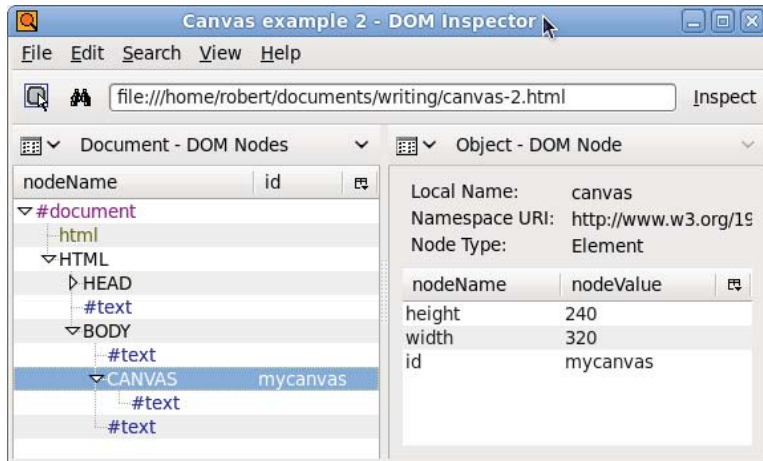 Canvas example 2 - DOM Inspector
File Edit Search View Help
file:///home/robert/documents/writing/canvas-2.html Inspect
Document - DOM Nodes
nodeName id
#document
html
HTML
HEAD
#text
BODY
#text
CANVAS mycanvas
#text
#text
Object - DOM Node
Local Name: canvas
Namespace URI: http://www.w3.org/19
Node Type: Element
nodeName nodeValue
height 240
width 320
id mycanvas